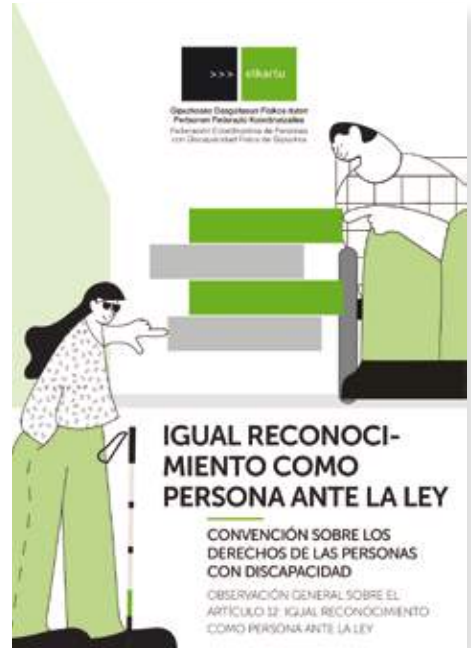 >>> elkartu
Gipuzkoako Desgaitasun Fisikoa duten
Pertsonen Federazio Koordinatzailea
Federación Coordinadora de Personas
con Discapacidad Física de Gipuzkoa
IGUAL RECONOCI-
MIENTO COMO
PERSONA ANTE LA LEY
CONVENCIÓN SOBRE LOS
DERECHOS DE LAS PERSONAS
CON DISCAPACIDAD
OBSERVACIÓN GENERAL SOBRE EL
ARTÍCULO 12: IGUAL RECONOCIMIENTO
COMO PERSONA ANTE LA LEY